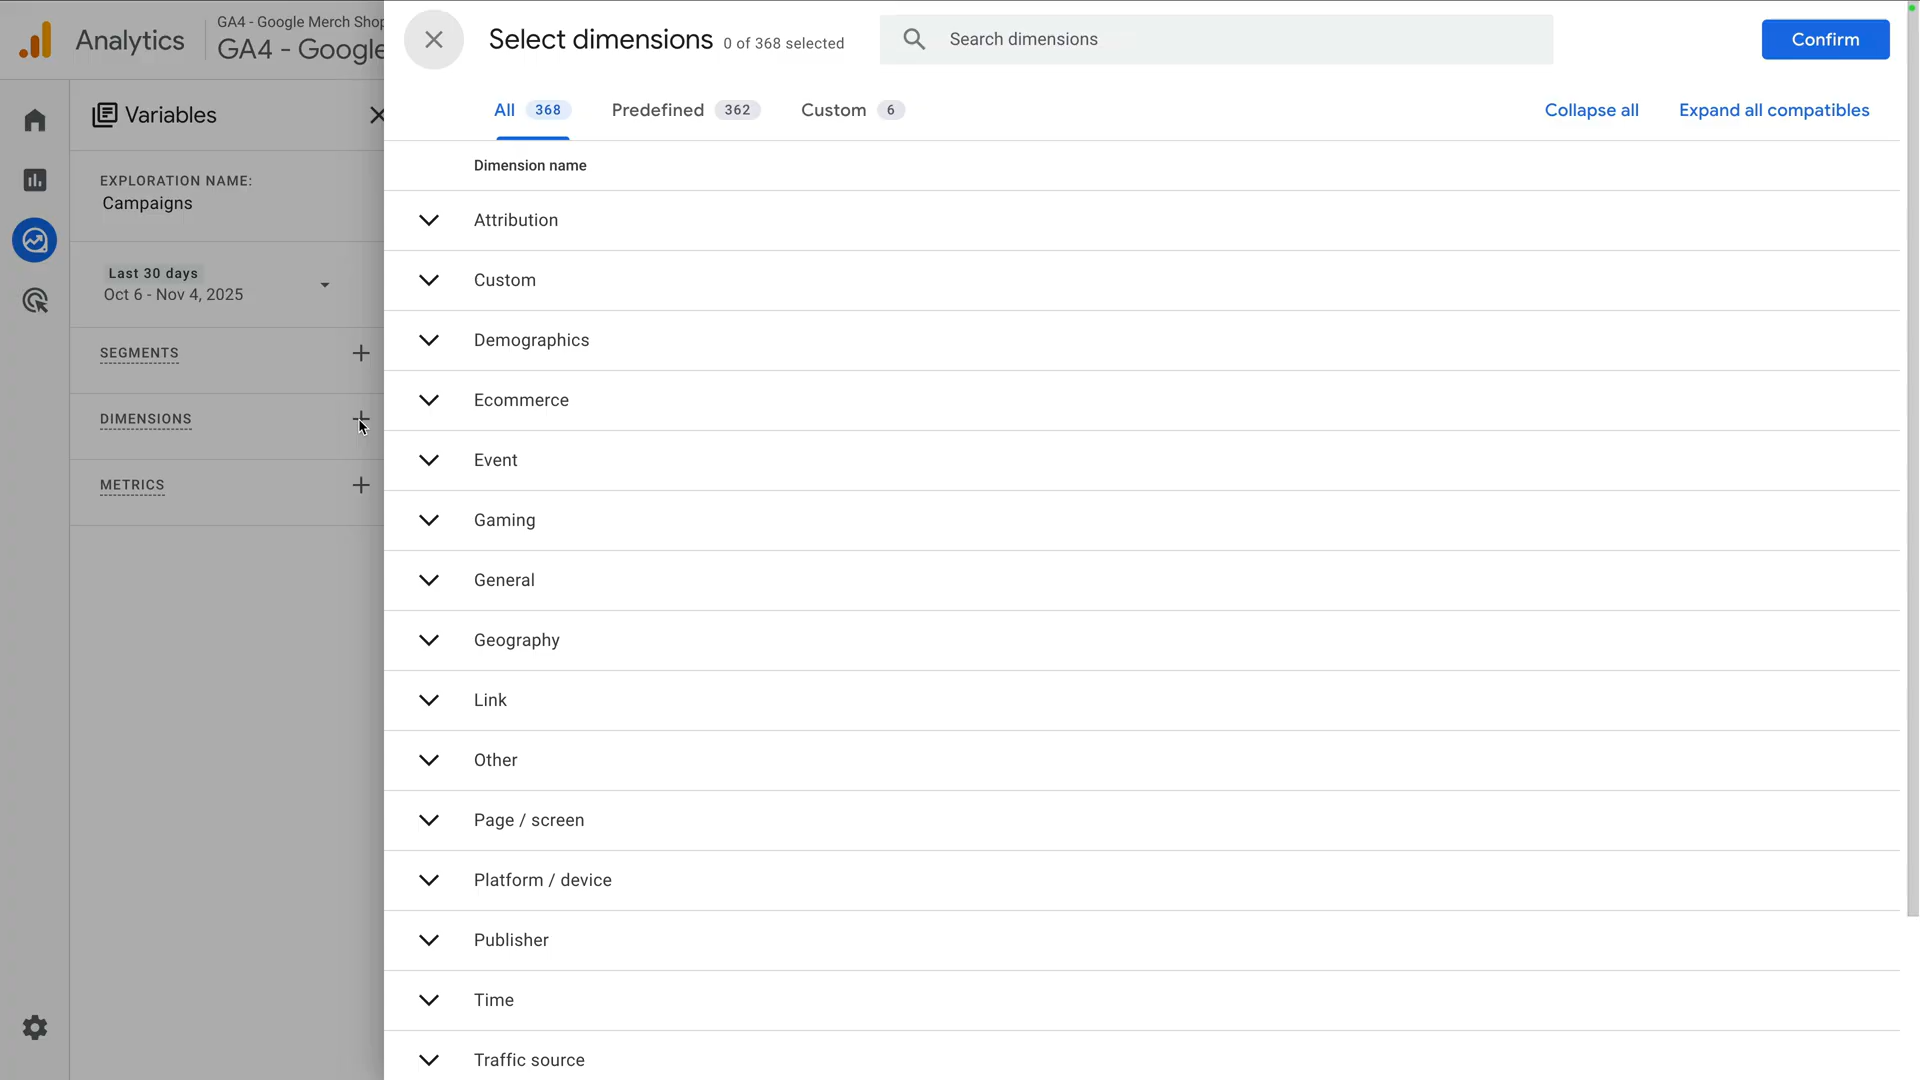 Analytics
GA4 - Google Merch Shop
GA4 - Google
Variables
EXPLORATION NAME:
Campaigns
Last 30 days
Oct 6 - Nov 4, 2025
SEGMENTS
DIMENSIONS
METRICS
Select dimensions
0 of 368 selected
Search dimensions
Confirm
All 368
Predefined 362
Custom 6
Collapse all
Expand all compatibles
Dimension name
Attribution
Custom
Demographics
Ecommerce
Event
Gaming
General
Geography
Link
Other
Page / screen
Platform / device
Publisher
Time
Traffic source